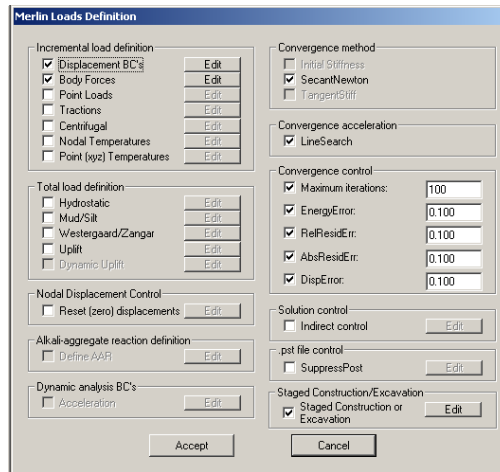 Merlin Loads Definition
Incremental load definition
Displacement BC's Edit
Body Forces Edit
Point Loads Edit
Tractions Edit
Centrifugal Edit
Nodal Temperatures Edit
Point (xyz) Temperatures Edit
Total load definition
Hydrostatic Edit
Mud/Silt Edit
Westergaard/Zangar Edit
Uplift Edit
Dynamic Uplift Edit
Nodal Displacement Control
Reset (zero) displacements Edit
Alkali-aggregate reaction definition
Define AAR Edit
Dynamic analysis BC's
Acceleration Edit
Convergence method
Initial Stiffness
SecantNewton
TangentStiff
Convergence acceleration
LineSearch
Convergence control
Maximum iterations: 100
EnergyError: 0.100
RelResidErr: 0.100
AbsResidErr: 0.100
DispError: 0.100
Solution control
Indirect control Edit
.pst file control
SuppressPost Edit
Staged Construction/Excavation
Staged Construction or Edit
Excavation
Accept Cancel